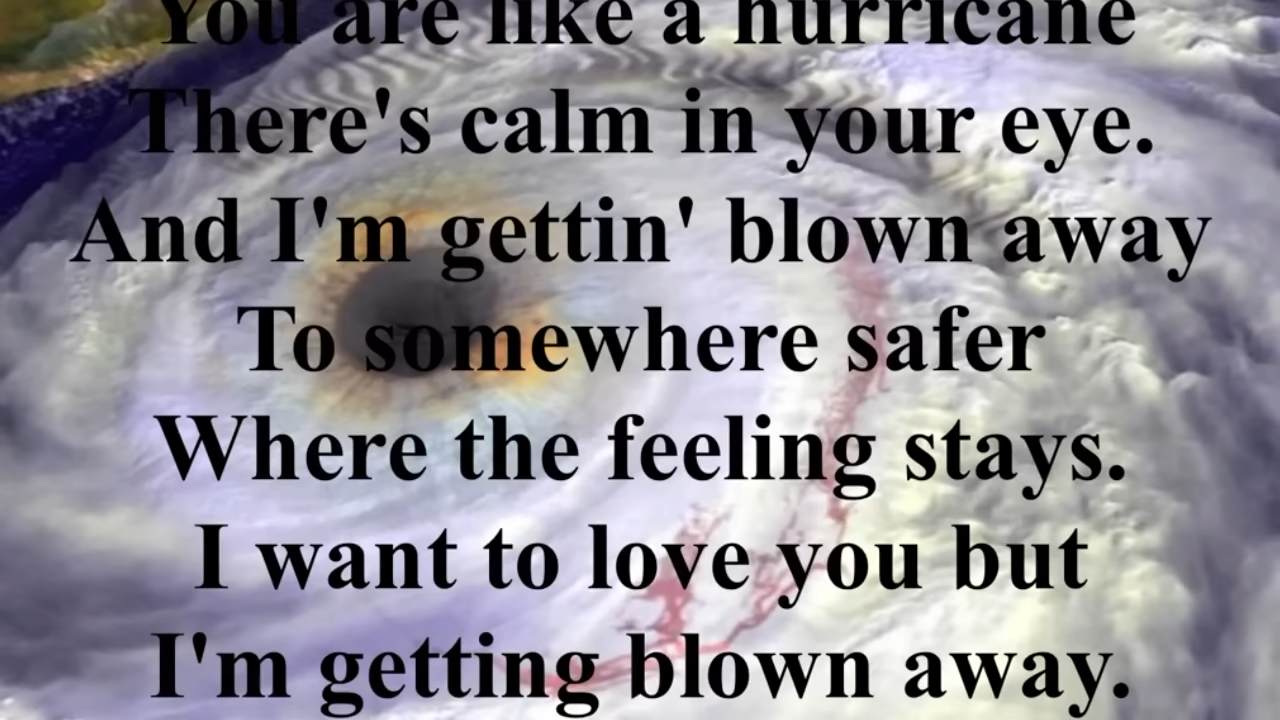 You are like a hurricane
There's calm in your eye.
And I'm gettin' blown away
To somewhere safer
Where the feeling stays.
I want to love you but
I'm getting blown away.